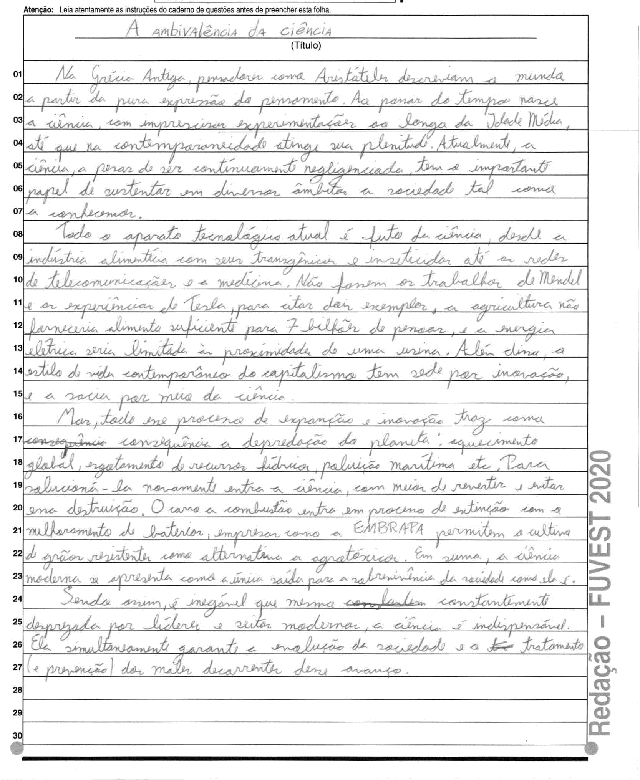 Atenção: Leia atentamente as instruções do caderno de questões antes de preencher esta folha.
A AMBIVALÊNCIA DA CIÊNCIA
(Título)
01 Na Grécia Antiga, pensadores como Aristóteles descreviam o mundo
02 a partir da pura expressão do pensamento. Ao passar do tempo nasce
03 a ciência, com imprecisas experimentações ao longo da Idade Média,
04 até que na contemporaneidade atinge sua plenitude. Atualmente, a
05 ciência, a pesar de ser continuamente negligenciada, tem o importante
06 papel de sustentar em diversos âmbitos a sociedade tal como
07 a conhecemos.
08 Todo o aparato tecnológico atual é futo da ciência, desde a
09 indústria alimentícia com seus transgênicos e inseticidas até as redes
10 de telecomunicações e a medicina. Não fossem os trabalhos de Mendel
11 e as experiências de Tesla, para citar dois exemplos, a agricultura não
12 forneceria alimento suficiente para 7 bilhões de pessoas, e a energia
13 elétrica seria limitada às proximidades de uma usina. Além disso, o
14 estilo de vida contemporâneo do capitalismo tem sede por inovação,
15 e a sacia por meio da ciência.
16 Mas, todo esse processo de expanção e inovação traz como
17 consequência consequência a depredação do planeta: aquecimento
18 global, esgotamento de recursos hídricos, poluição marítima etc. Para
19 solucioná-la novamente entra a ciência, com meios de reverter e evitar
20 essa destruição. O carro a combustão entra em processo de extinção com o
21 melhoramento de baterias, empresas como a EMBRAPA permitem o cultivo
22 de grãos resistentes como alternativa a agrotóxicos. Em suma, a ciência
23 moderna se apresenta como a única saída para a sobrevivência da sociedade como ela é.
24 Sendo assim, é inegável que mesmo constantemente
25 desprezada por líderes e seitas modernas, a ciência é indispensável.
26 Ela simultaneamente garante a evolução da sociedade e o tratamento
27 (e prevenção) dos males decorrentes desse avanço.
28
29
30
Redação – FUVEST 2020